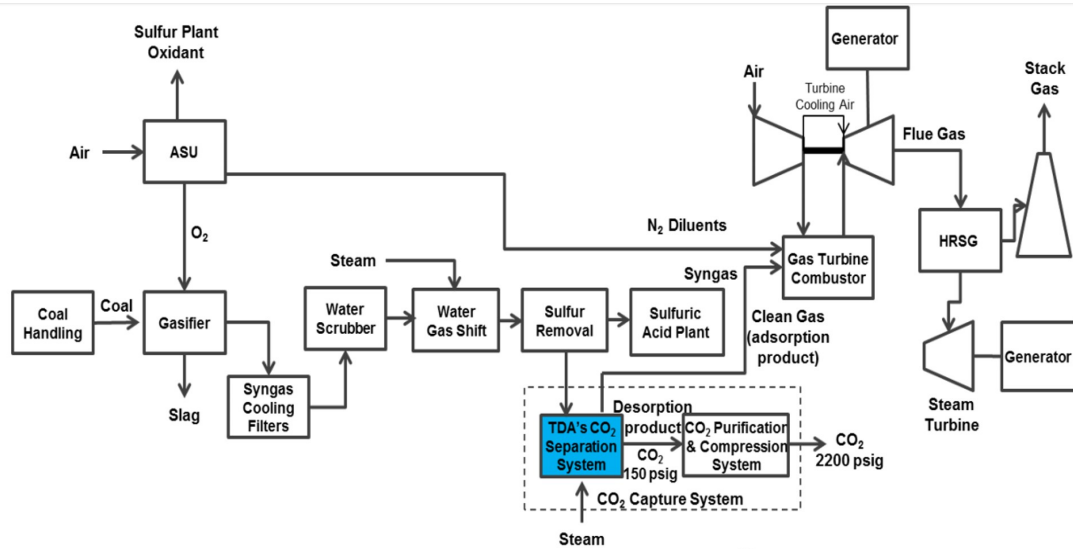 Sulfur Plant
Oxidant
Air
ASU
O₂
Coal
Handling
Coal
Gasifier
Slag
Syngas
Cooling
Filters
Water
Scrubber
Steam
Water
Gas Shift
Sulfur
Removal
Sulfuric
Acid Plant
N₂ Diluents
Syngas
Clean Gas
(adsorption
product)
Air
Turbine
Cooling Air
Generator
Gas Turbine
Combustor
Flue Gas
Stack
Gas
HRSG
Steam
Turbine
Generator
TDA's CO₂
Separation
System
Desorption
product
CO₂
150 psig
CO₂ Purification
& Compression
System
CO₂
2200 psig
CO₂ Capture System
Steam